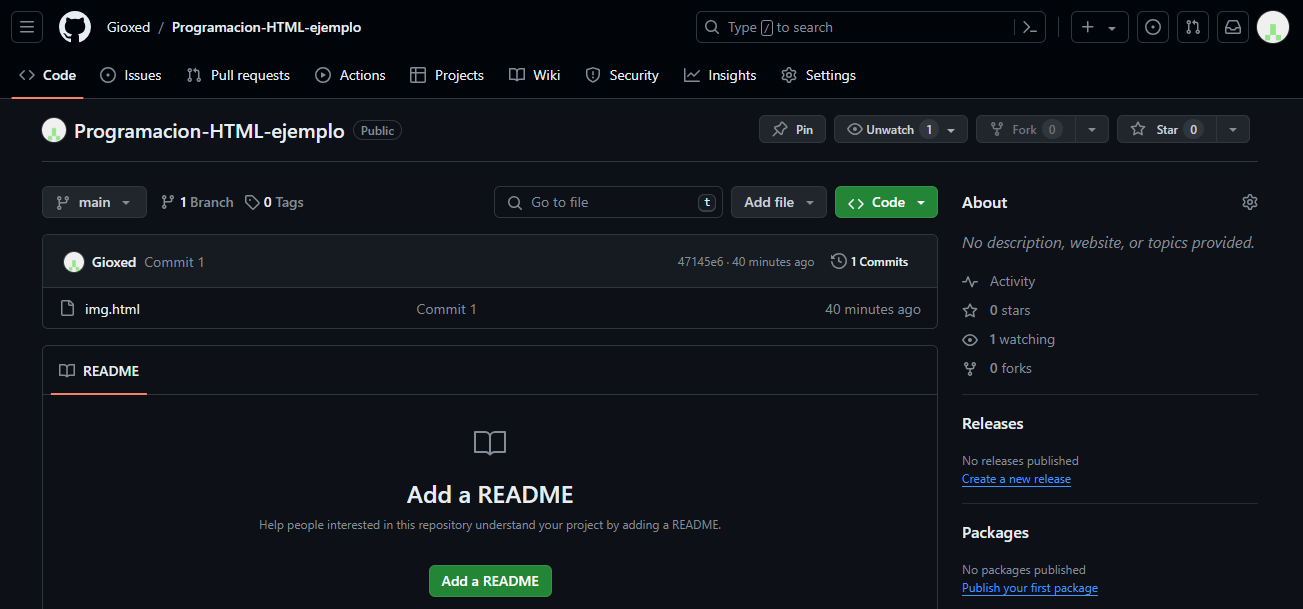 Gioxed / Programacion-HTML-ejemplo Type / to search
Code Issues Pull requests Actions Projects Wiki Security Insights Settings
Programacion-HTML-ejemplo Public Pin Unwatch 1 Fork 0 Star 0
main 1 Branch 0 Tags Go to file t Add file Code
Gioxed Commit 1 47145e6 · 40 minutes ago 1 Commits
img.html Commit 1 40 minutes ago
README
Add a README
Help people interested in this repository understand your project by adding a README.
Add a README
About
No description, website, or topics provided.
Activity
0 stars
1 watching
0 forks
Releases
No releases published
Create a new release
Packages
No packages published
Publish your first package